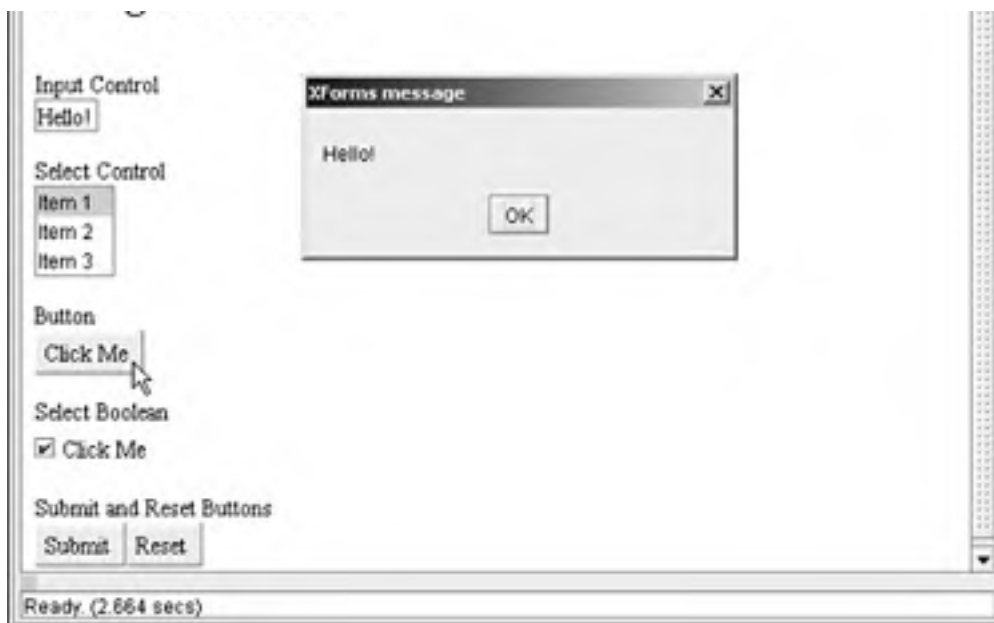 Input Control
Hello!
Select Control
Item 1
Item 2
Item 3
Button
Click Me
Select Boolean
Click Me
Submit and Reset Buttons
Submit Reset
XForms message
Hello!
OK
Ready. (2.664 secs)